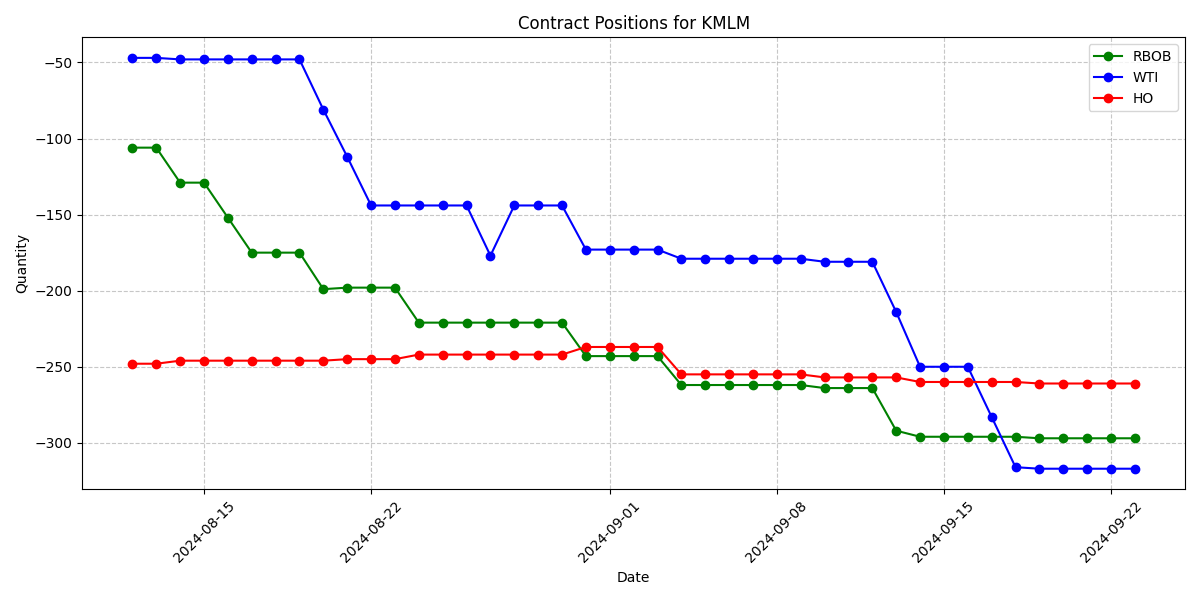 Contract Positions for KMLM
RBOB
WTI
HO
Quantity
−50
−100
−150
−200
−250
−300
2024-08-15
2024-08-22
2024-09-01
2024-09-08
2024-09-15
2024-09-22
Date